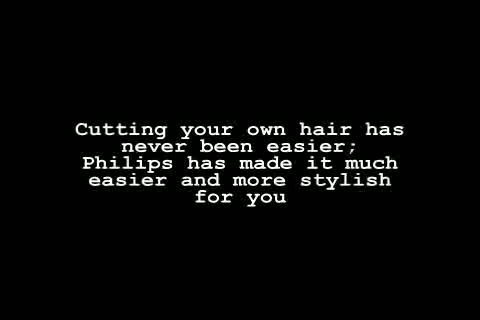 Cutting your own hair has
never been easier;
Philips has made it much
easier and more stylish
for you